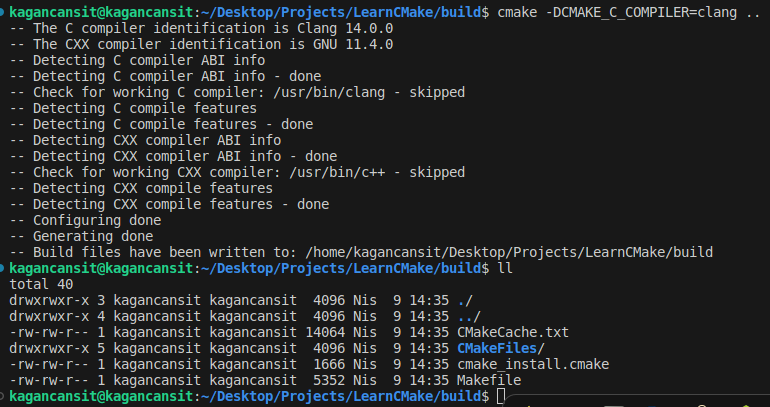 kagancansit@kagancansit:~/Desktop/Projects/LearnCMake/build$ cmake -DCMAKE_C_COMPILER=clang ..
-- The C compiler identification is Clang 14.0.0
-- The CXX compiler identification is GNU 11.4.0
-- Detecting C compiler ABI info
-- Detecting C compiler ABI info - done
-- Check for working C compiler: /usr/bin/clang - skipped
-- Detecting C compile features
-- Detecting C compile features - done
-- Detecting CXX compiler ABI info
-- Detecting CXX compiler ABI info - done
-- Check for working CXX compiler: /usr/bin/c++ - skipped
-- Detecting CXX compile features
-- Detecting CXX compile features - done
-- Configuring done
-- Generating done
-- Build files have been written to: /home/kagancansit/Desktop/Projects/LearnCMake/build
kagancansit@kagancansit:~/Desktop/Projects/LearnCMake/build$ ll
total 40
drwxrwxr-x 3 kagancansit kagancansit  4096 Nis  9 14:35 ./
drwxrwxr-x 4 kagancansit kagancansit  4096 Nis  9 14:35 ../
-rw-rw-r-- 1 kagancansit kagancansit 14064 Nis  9 14:35 CMakeCache.txt
drwxrwxr-x 5 kagancansit kagancansit  4096 Nis  9 14:35 CMakeFiles/
-rw-rw-r-- 1 kagancansit kagancansit  1666 Nis  9 14:35 cmake_install.cmake
-rw-rw-r-- 1 kagancansit kagancansit  5352 Nis  9 14:35 Makefile
kagancansit@kagancansit:~/Desktop/Projects/LearnCMake/build$